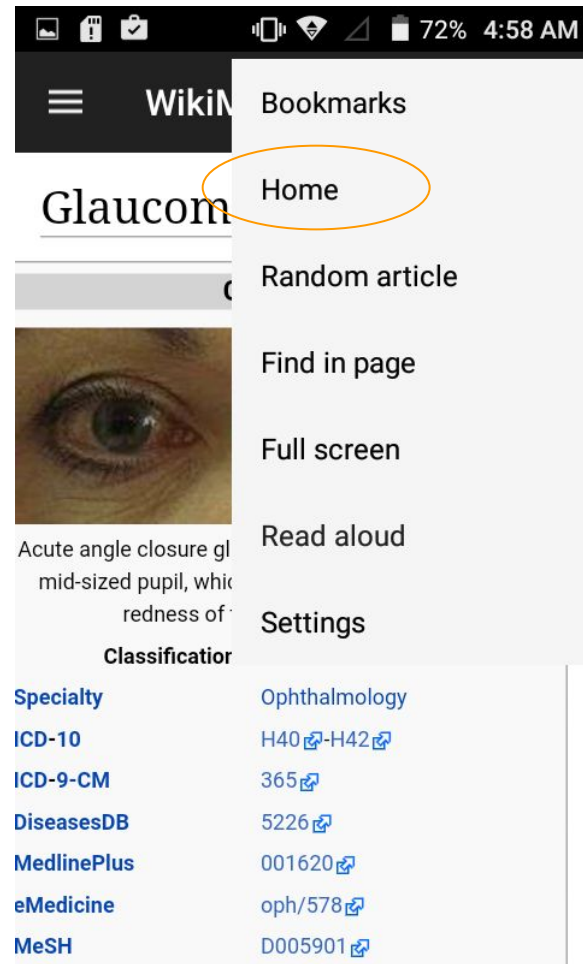 72% 4:58 AM
WikiM
Bookmarks
Glaucom
Home
Random article
Find in page
Full screen
Read aloud
Settings
Acute angle closure gl
mid-sized pupil, whic
redness of
Classification
Specialty Ophthalmology
ICD-10 H40-H42
ICD-9-CM 365
DiseasesDB 5226
MedlinePlus 001620
eMedicine oph/578
MeSH D005901